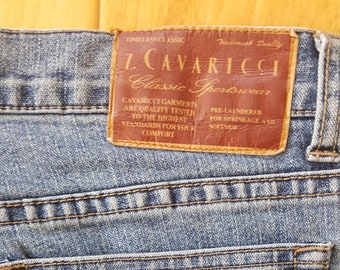 TIMELESS CLASSIC
Quality
Z. CAVARICCI
Classic Sportswear
CAVARICCI GARMENTS
ARE QUALITY TESTED
TO THE HIGHEST
STANDARDS FOR YOUR
COMFORT
PRE-LAUNDERED
FOR SHRINKAGE AND
SOFTNESS